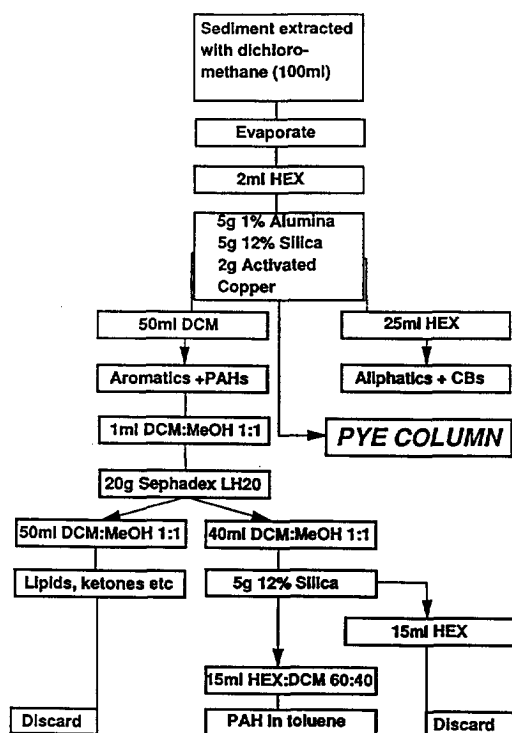 Sediment extracted
with dichloro-
methane (100ml)
Evaporate
2ml HEX
5g 1% Alumina
5g 12% Silica
2g Activated
Copper
50ml DCM
25ml HEX
Aromatics +PAHs
Aliphatics + CBs
1ml DCM:MeOH 1:1
PYE COLUMN
20g Sephadex LH20
50ml DCM:MeOH 1:1
40ml DCM:MeOH 1:1
Lipids, ketones etc
5g 12% Silica
15ml HEX
15ml HEX:DCM 60:40
Discard
PAH in toluene
Discard